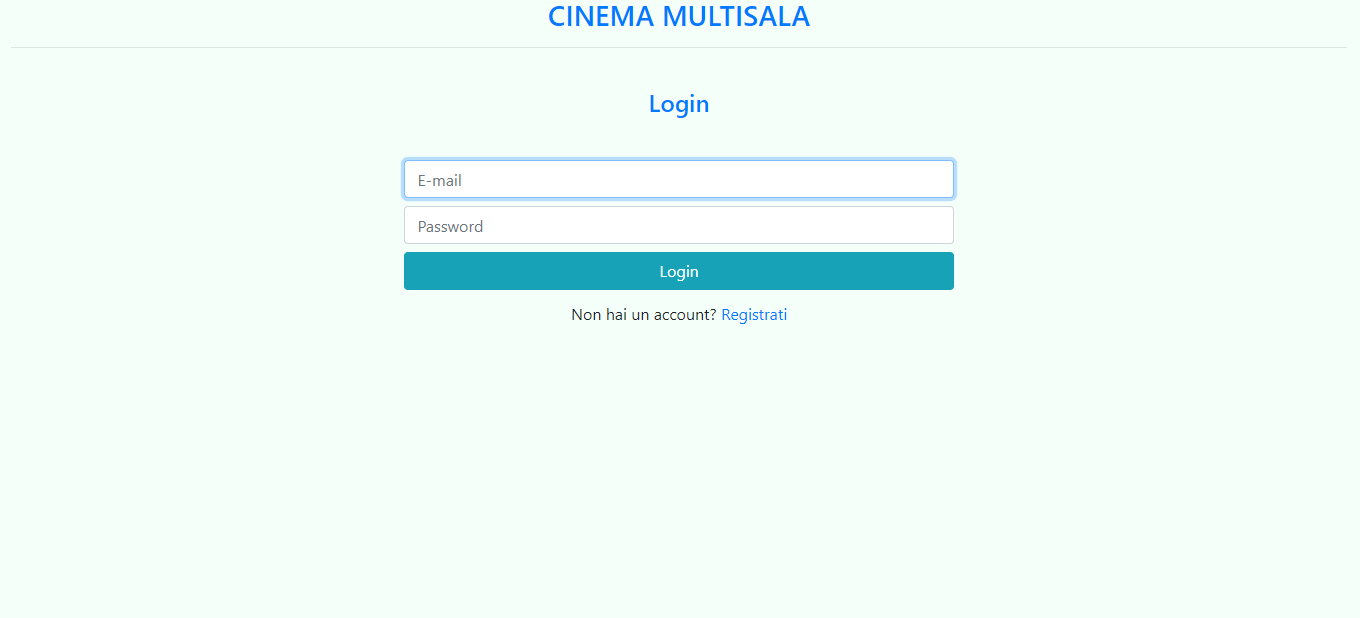 CINEMA MULTISALA
Login
E-mail
Password
Login
Non hai un account? Registrati